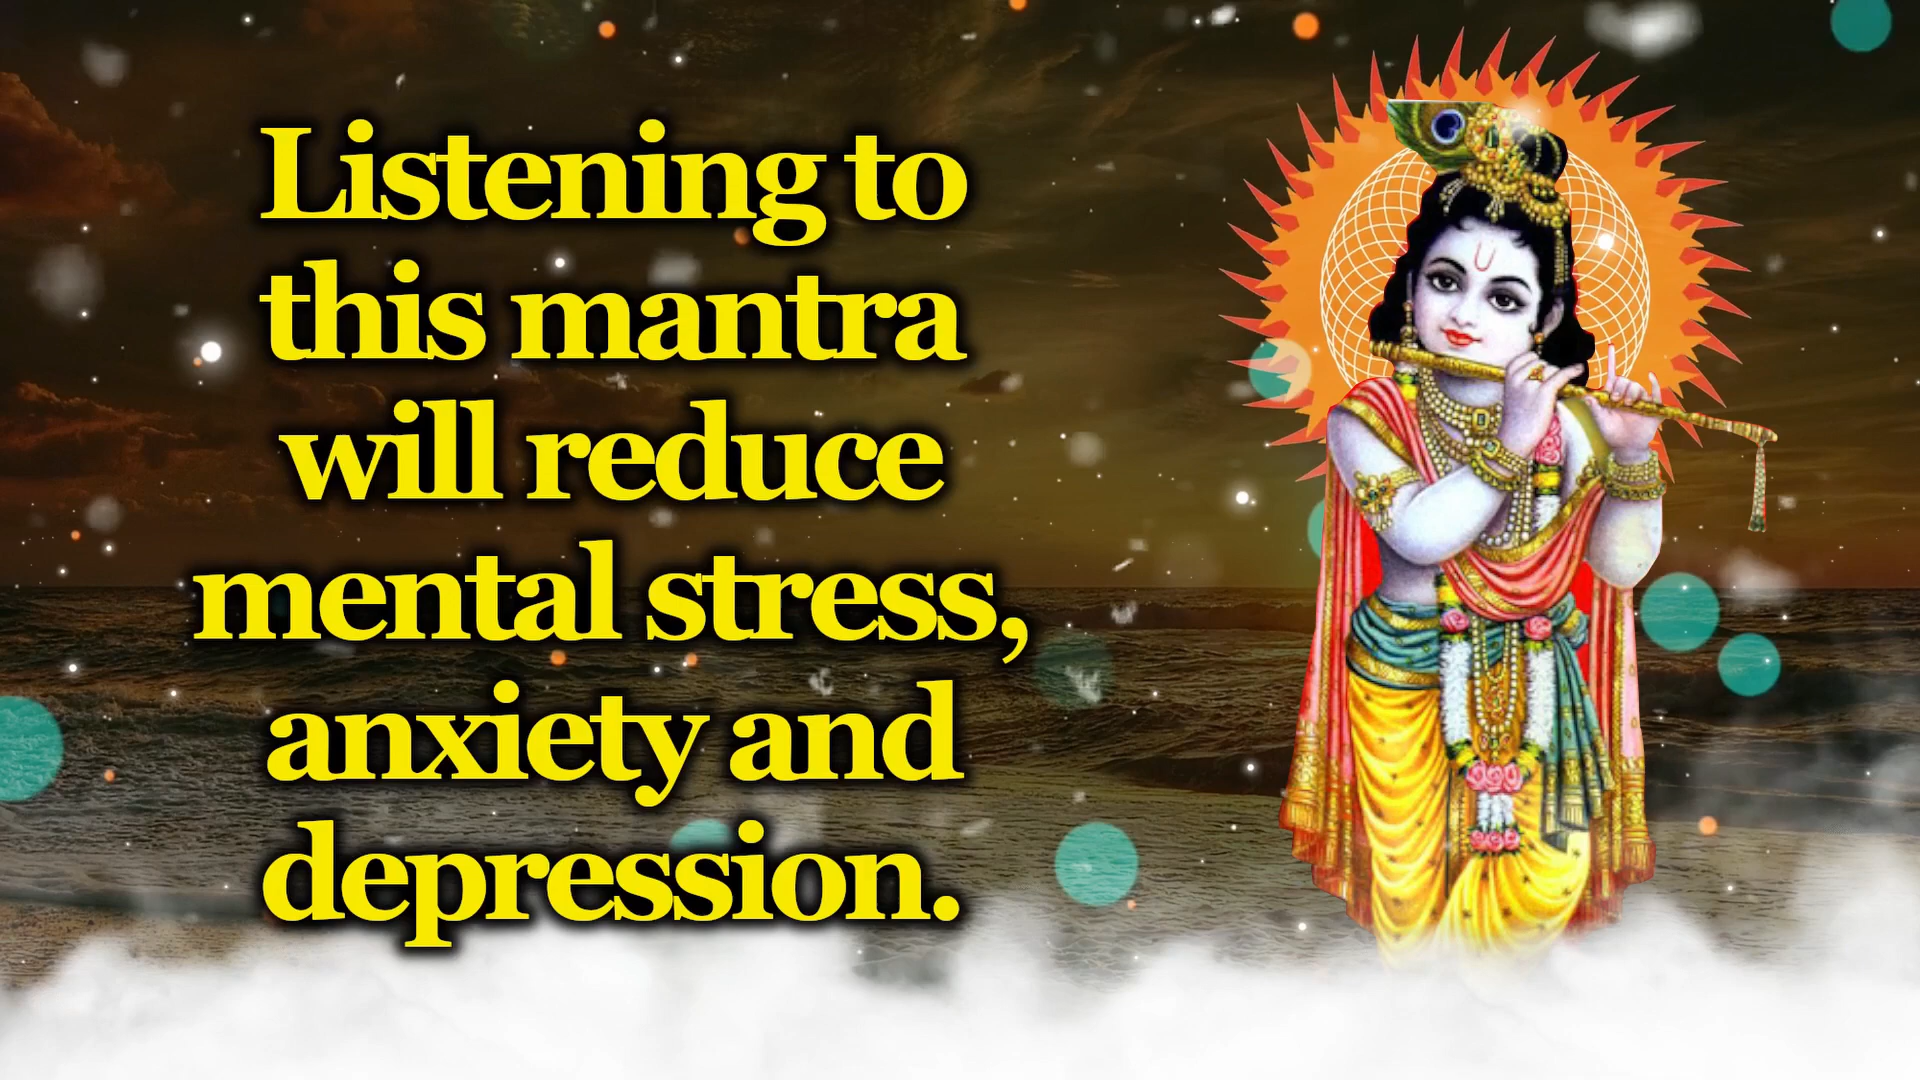 Listening to
this mantra
will reduce
mental stress,
anxiety and
depression.